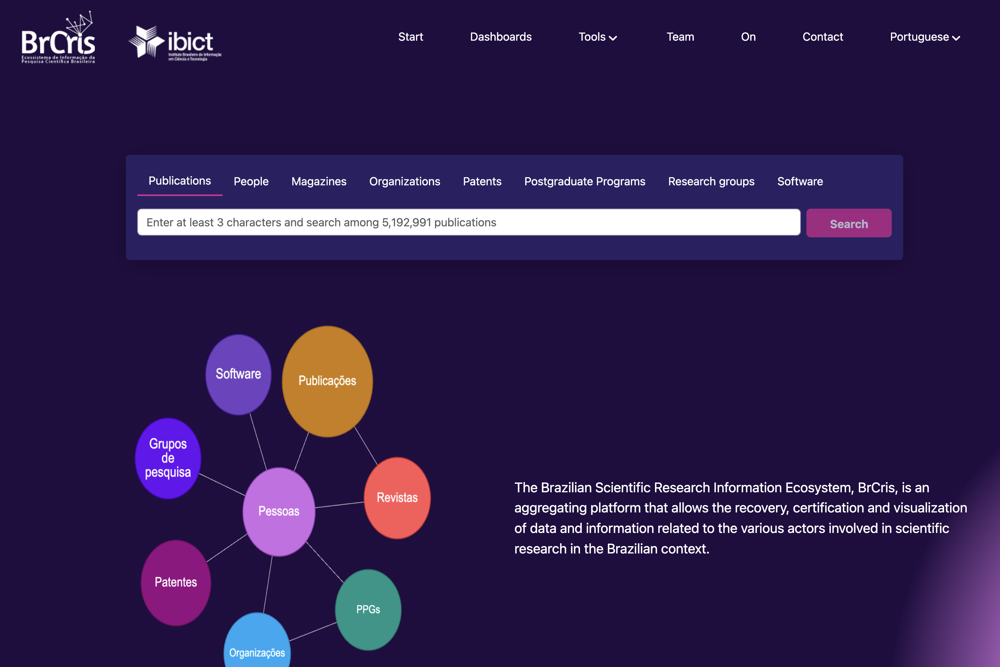 BrCris
Ecossistema de Informação da
Pesquisa Científica Brasileira
ibict
Instituto Brasileiro de Informação
em Ciência e Tecnologia
Start Dashboards Tools Team On Contact Portuguese
Publications People Magazines Organizations Patents Postgraduate Programs Research groups Software
Enter at least 3 characters and search among 5,192,991 publications
Search
Software
Publicações
Grupos
de
pesquisa
Pessoas
Revistas
Patentes
PPGs
Organizações
The Brazilian Scientific Research Information Ecosystem, BrCris, is an
aggregating platform that allows the recovery, certification and visualization
of data and information related to the various actors involved in scientific
research in the Brazilian context.